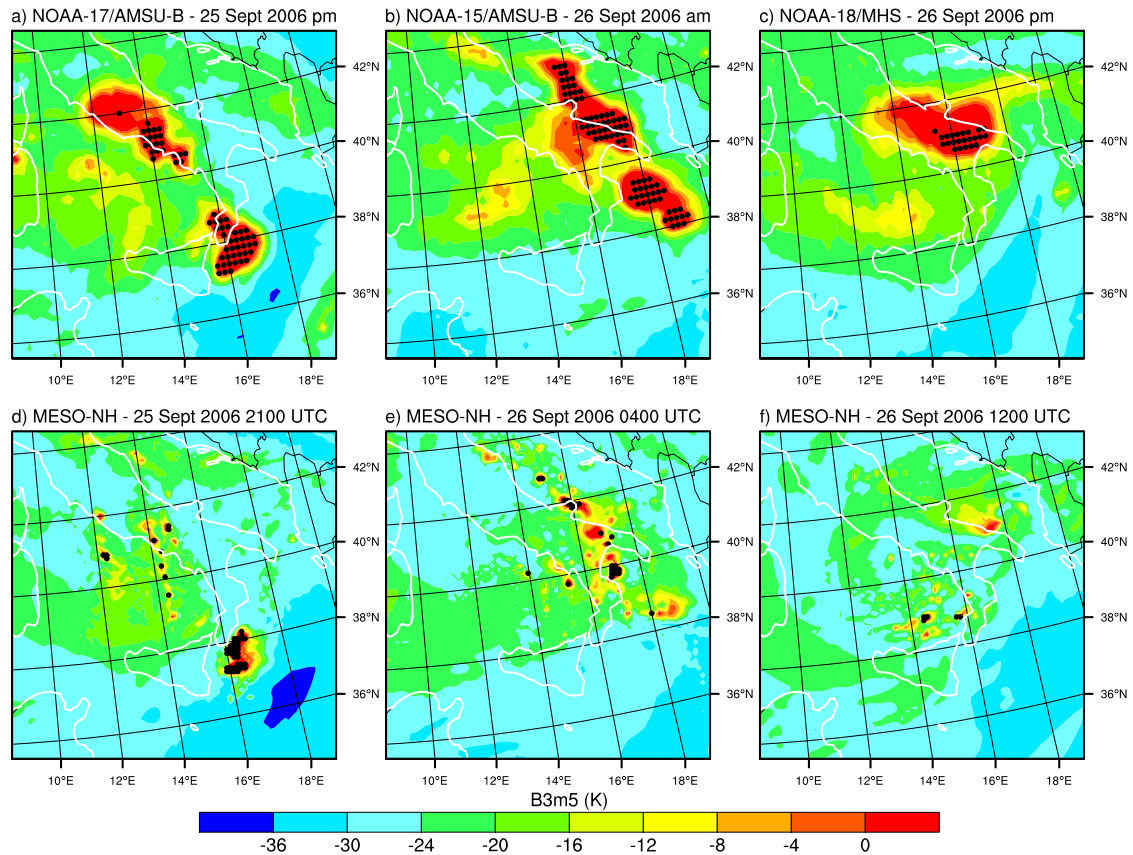 a) NOAA-17/AMSU-B - 25 Sept 2006 pm
b) NOAA-15/AMSU-B - 26 Sept 2006 am
c) NOAA-18/MHS - 26 Sept 2006 pm
42°N
40°N
38°N
36°N
42°N
40°N
38°N
36°N
42°N
40°N
38°N
36°N
10°E 12°E 14°E 16°E 18°E
10°E 12°E 14°E 16°E 18°E
10°E 12°E 14°E 16°E 18°E
d) MESO-NH - 25 Sept 2006 2100 UTC
e) MESO-NH - 26 Sept 2006 0400 UTC
f) MESO-NH - 26 Sept 2006 1200 UTC
42°N
40°N
38°N
36°N
42°N
40°N
38°N
36°N
42°N
40°N
38°N
36°N
10°E 12°E 14°E 16°E 18°E
10°E 12°E 14°E 16°E 18°E
10°E 12°E 14°E 16°E 18°E
B3m5 (K)
-36 -30 -24 -20 -16 -12 -8 -4 0